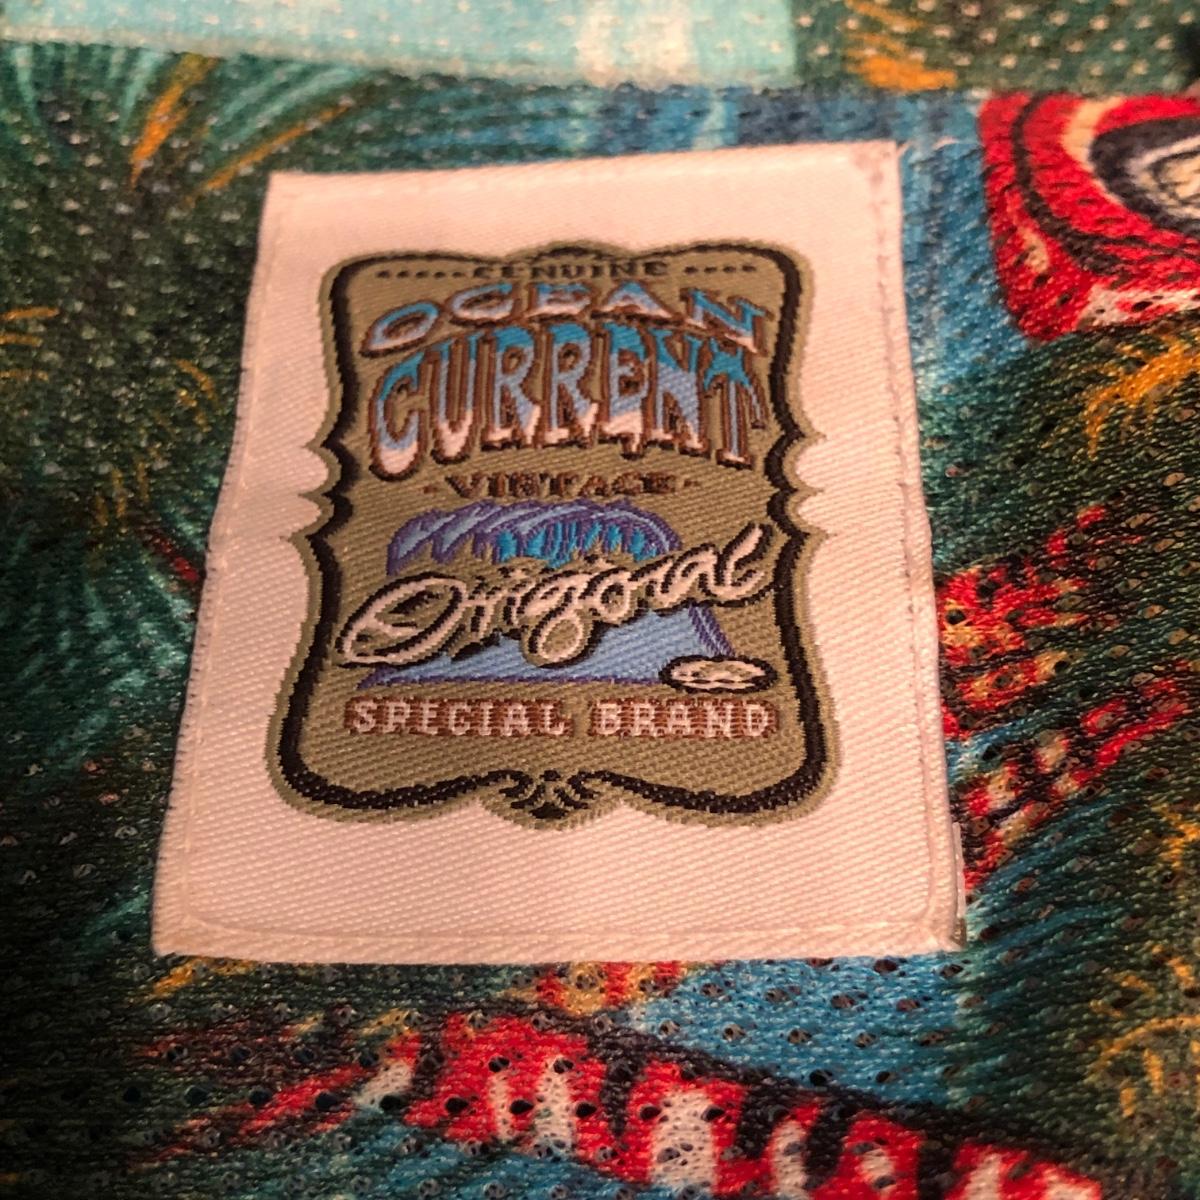 GENUINE
OCEAN
CURRENT
-VINTAGE-
Original
SPECIAL BRAND